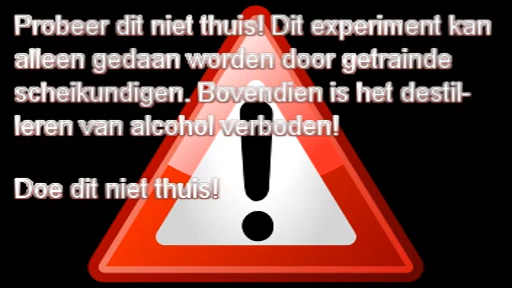 Probeer dit niet thuis! Dit experiment kan
alleen gedaan worden door getrainde
scheikundigen. Bovendien is het destil-
leren van alcohol verboden!
Doe dit niet thuis!